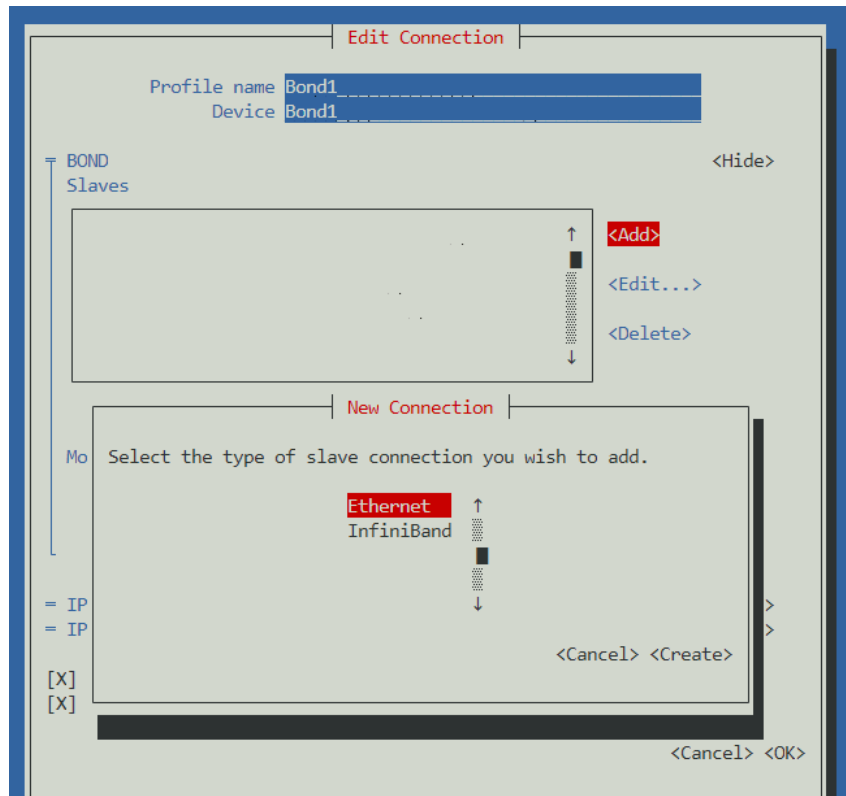 Edit Connection
Profile name Bond1
Device Bond1
BOND <Hide>
Slaves
<Add>
<Edit...>
<Delete>
New Connection
Mo Select the type of slave connection you wish to add.
Ethernet
InfiniBand
= IP >
= IP >
<Cancel> <Create>
[X]
[X]
<Cancel> <OK>